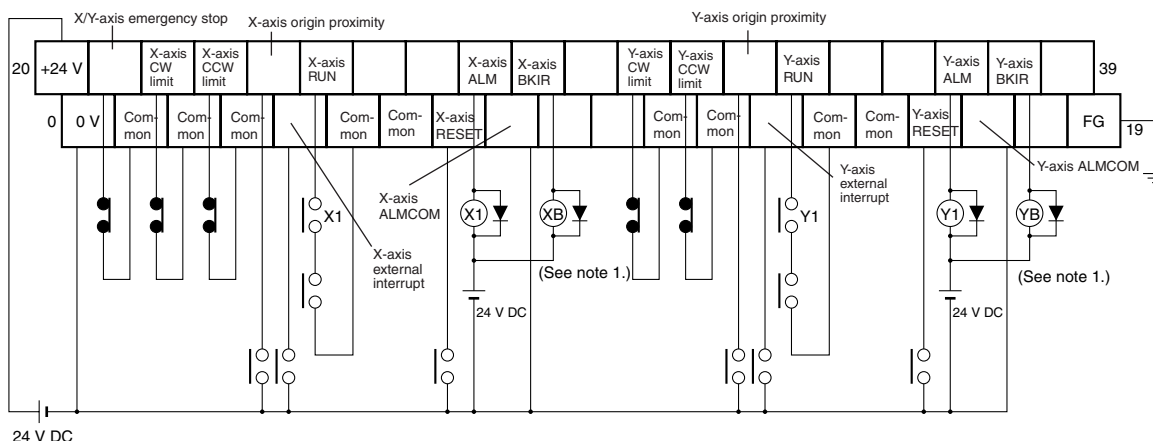 X/Y-axis emergency stop
X-axis origin proximity
Y-axis origin proximity
20
+24 V
X-axis
CW
limit
X-axis
CCW
limit
X-axis
RUN
X-axis
ALM
X-axis
BKIR
Y-axis
CW
limit
Y-axis
CCW
limit
Y-axis
RUN
Y-axis
ALM
Y-axis
BKIR
39
0
0 V
Com-
mon
Com-
mon
Com-
mon
Com-
mon
Com-
mon
X-axis
RESET
Com-
mon
Com-
mon
Com-
mon
Com-
mon
Y-axis
RESET
FG
19
X1
X-axis
external
interrupt
X-axis
ALMCOM
X1
XB
(See note 1.)
24 V DC
Y-axis
external
interrupt
Y1
Y-axis ALMCOM
Y1
YB
(See note 1.)
24 V DC
24 V DC